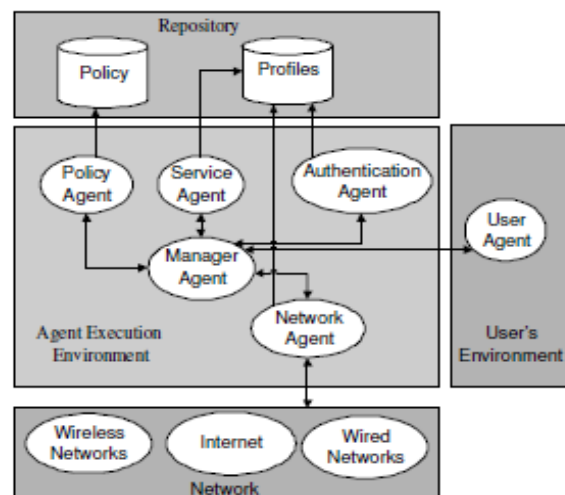 Repository
Policy
Profiles
Policy
Agent
Service
Agent
Authentication
Agent
User
Agent
Manager
Agent
Network
Agent
Agent Execution
Environment
User's
Environment
Wireless
Networks
Internet
Wired
Networks
Network